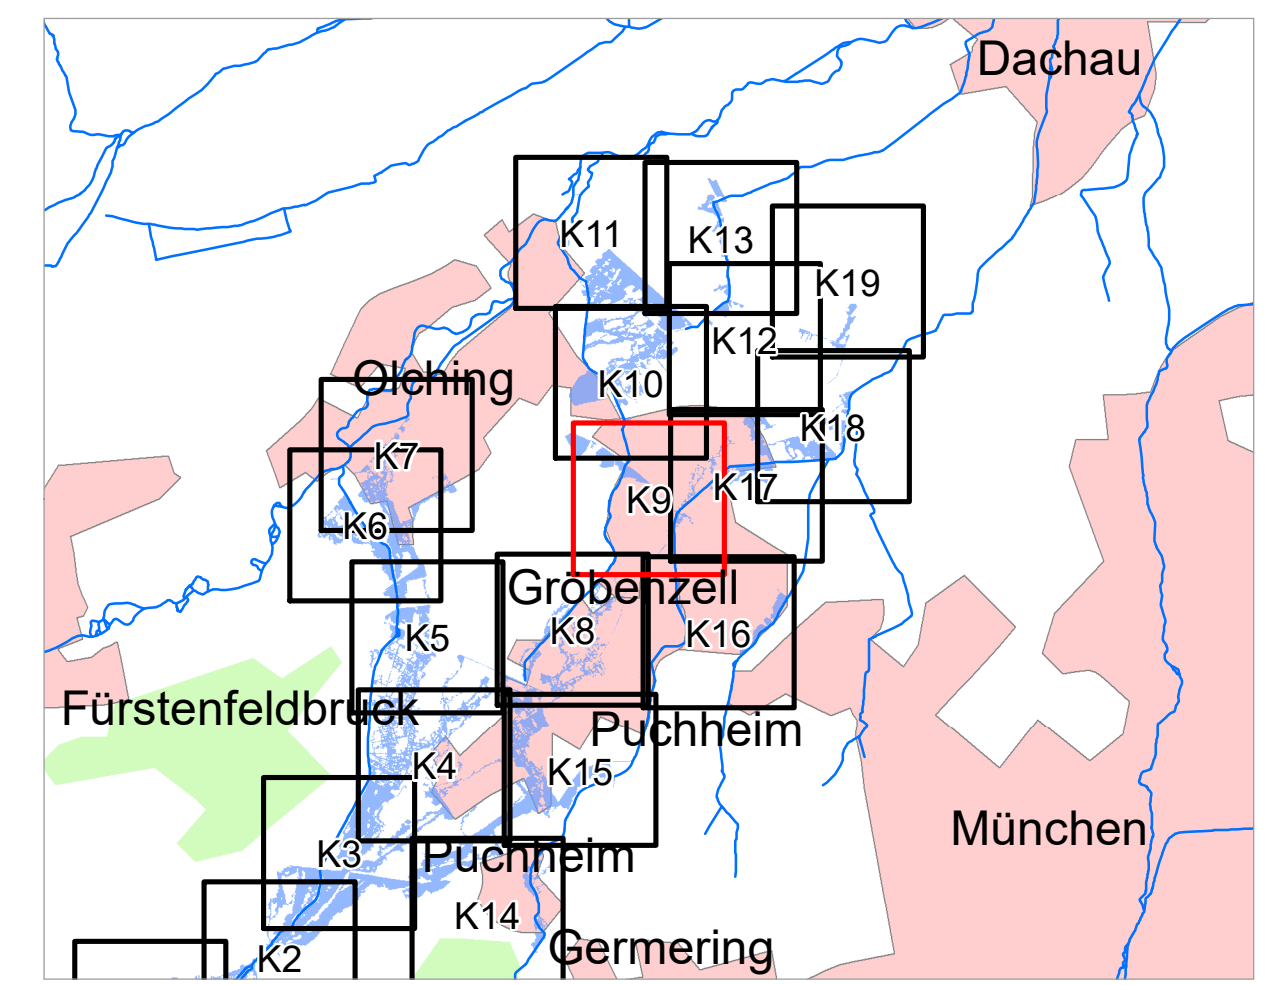 Dachau
K11
K13
K19
K12
Olching
K10
K18
K7
K17
K9
K6
Gröbenzell
K8
K16
K5
Fürstenfeldbruck
Puchheim
K4
K15
München
K3
Puchheim
K14
Germering
K2